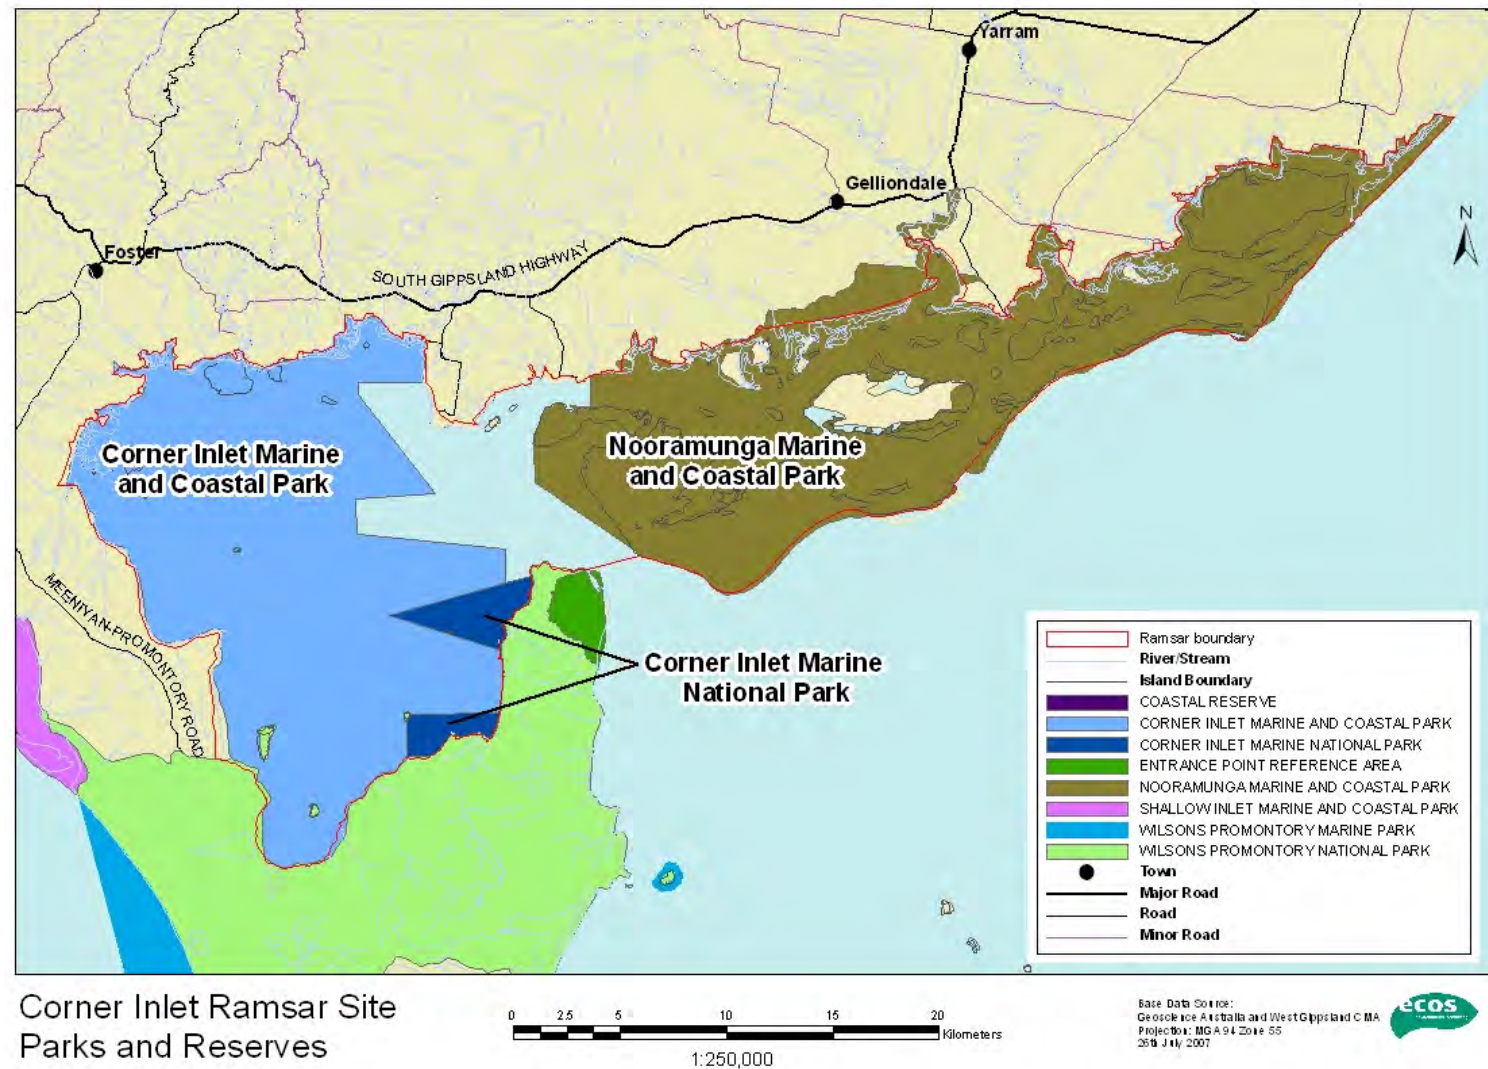 Yarram
Gelliondale
Foster
SOUTH GIPPSLAND HIGHWAY
N
Corner Inlet Marine
and Coastal Park
Nooramunga Marine
and Coastal Park
MEENIYAN-PROMONTORY ROAD
Corner Inlet Marine
National Park
Ramsar boundary
River/Stream
Island Boundary
COASTAL RESERVE
CORNER INLET MARINE AND COASTAL PARK
CORNER INLET MARINE NATIONAL PARK
ENTRANCE POINT REFERENCE AREA
NOORAMUNGA MARINE AND COASTAL PARK
SHALLOW INLET MARINE AND COASTAL PARK
WILSONS PROMONTORY MARINE PARK
WILSONS PROMONTORY NATIONAL PARK
Town
Major Road
Road
Minor Road
Corner Inlet Ramsar Site
Parks and Reserves
0 2.5 5 10 15 20
Kilometers
1:250,000
Base Data Source:
Geoscience Australia and West Gippsland CMA
Projection: MGA94 Zone 55
26th July 2007
ecos